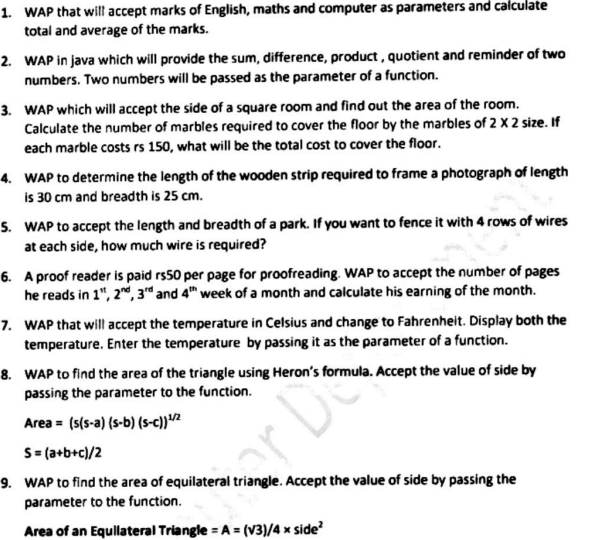 1. WAP that will accept marks of English, maths and computer as parameters and calculate
total and average of the marks.
2. WAP in java which will provide the sum, difference, product , quotient and reminder of two
numbers. Two numbers will be passed as the parameter of a function.
3. WAP which will accept the side of a square room and find out the area of the room.
Calculate the number of marbles required to cover the floor by the marbles of 2 X 2 size. If
each marble costs rs 150, what will be the total cost to cover the floor.
4. WAP to determine the length of the wooden strip required to frame a photograph of length
is 30 cm and breadth is 25 cm.
5. WAP to accept the length and breadth of a park. If you want to fence it with 4 rows of wires
at each side, how much wire is required?
6. A proof reader is paid rs50 per page for proofreading. WAP to accept the number of pages
he reads in 1st, 2nd, 3rd and 4th week of a month and calculate his earning of the month.
7. WAP that will accept the temperature in Celsius and change to Fahrenheit. Display both the
temperature. Enter the temperature by passing it as the parameter of a function.
8. WAP to find the area of the triangle using Heron's formula. Accept the value of side by
passing the parameter to the function.
Area = (s(s-a) (s-b) (s-c))^1/2
S = (a+b+c)/2
9. WAP to find the area of equilateral triangle. Accept the value of side by passing the
parameter to the function.
Area of an Equilateral Triangle = A = (√3)/4 × side²